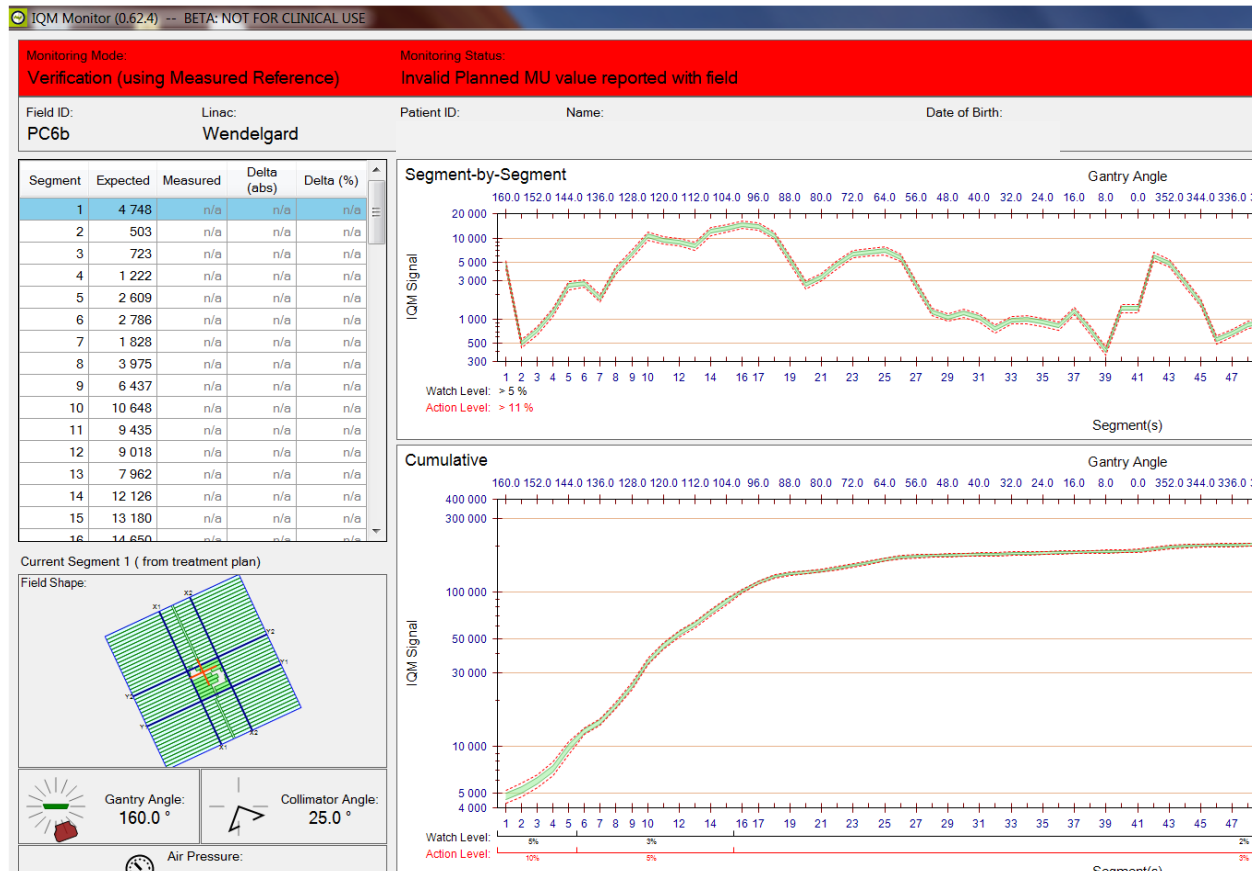 IQM Monitor (0.62.4) -- BETA: NOT FOR CLINICAL USE
Monitoring Mode:
Verification (using Measured Reference)
Monitoring Status:
Invalid Planned MU value reported with field
Field ID:
PC6b
Linac:
Wendelgard
Patient ID:
Name:
Date of Birth:
Segment Expected Measured Delta (abs) Delta (%)
1 4 748 n/a n/a n/a
2 503 n/a n/a n/a
3 723 n/a n/a n/a
4 1 222 n/a n/a n/a
5 2 609 n/a n/a n/a
6 2 786 n/a n/a n/a
7 1 828 n/a n/a n/a
8 3 975 n/a n/a n/a
9 6 437 n/a n/a n/a
10 10 648 n/a n/a n/a
11 9 435 n/a n/a n/a
12 9 018 n/a n/a n/a
13 7 962 n/a n/a n/a
14 12 126 n/a n/a n/a
15 13 180 n/a n/a n/a
16 14 650 n/a n/a n/a
Current Segment 1 ( from treatment plan)
Field Shape:
X1
X2
Y2
Y1
Y2
X1
X2
Gantry Angle:
160.0 °
Collimator Angle:
25.0 °
Air Pressure:
Segment-by-Segment
Gantry Angle
160.0 152.0 144.0 136.0 128.0 120.0 112.0 104.0 96.0 88.0 80.0 72.0 64.0 56.0 48.0 40.0 32.0 24.0 16.0 8.0 0.0 352.0 344.0 336.0
20 000
10 000
5 000
3 000
1 000
500
300
IQM Signal
1 2 3 4 5 6 7 8 9 10 12 14 16 17 19 21 23 25 27 29 31 33 35 37 39 41 43 45 47
Watch Level: > 5 %
Action Level: > 11 %
Segment(s)
Cumulative
Gantry Angle
160.0 152.0 144.0 136.0 128.0 120.0 112.0 104.0 96.0 88.0 80.0 72.0 64.0 56.0 48.0 40.0 32.0 24.0 16.0 8.0 0.0 352.0 344.0 336.0
400 000
300 000
100 000
50 000
30 000
10 000
5 000
4 000
IQM Signal
1 2 3 4 5 6 7 8 9 10 12 14 16 17 19 21 23 25 27 29 31 33 35 37 39 41 43 45 47
Watch Level: 5% 3% 2%
Action Level: 10% 5% 3%
Segment(s)